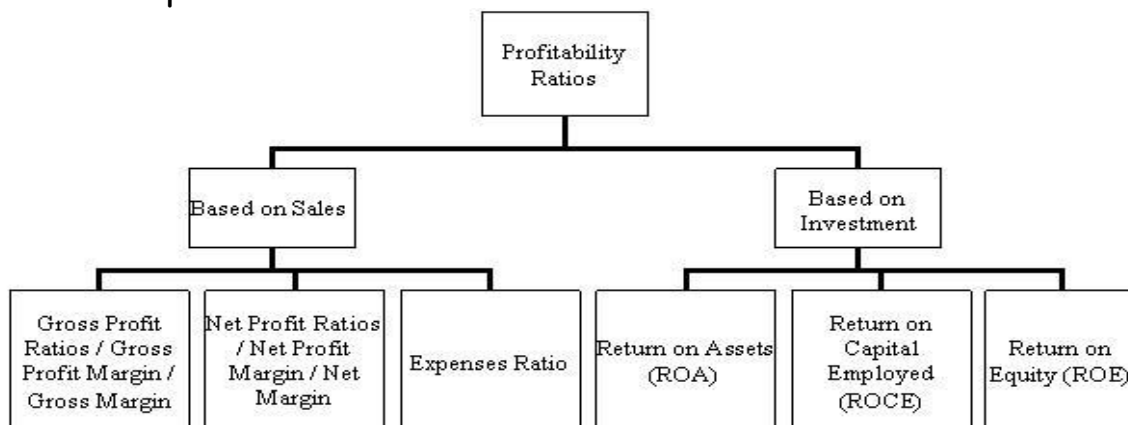 Profitability
Ratios
Based on Sales
Based on
Investment
Gross Profit
Ratios / Gross
Profit Margin /
Gross Margin
Net Profit Ratios
/ Net Profit
Margin / Net
Margin
Expenses Ratio
Return on Assets
(ROA)
Return on
Capital
Employed
(ROCE)
Return on
Equity (ROE)